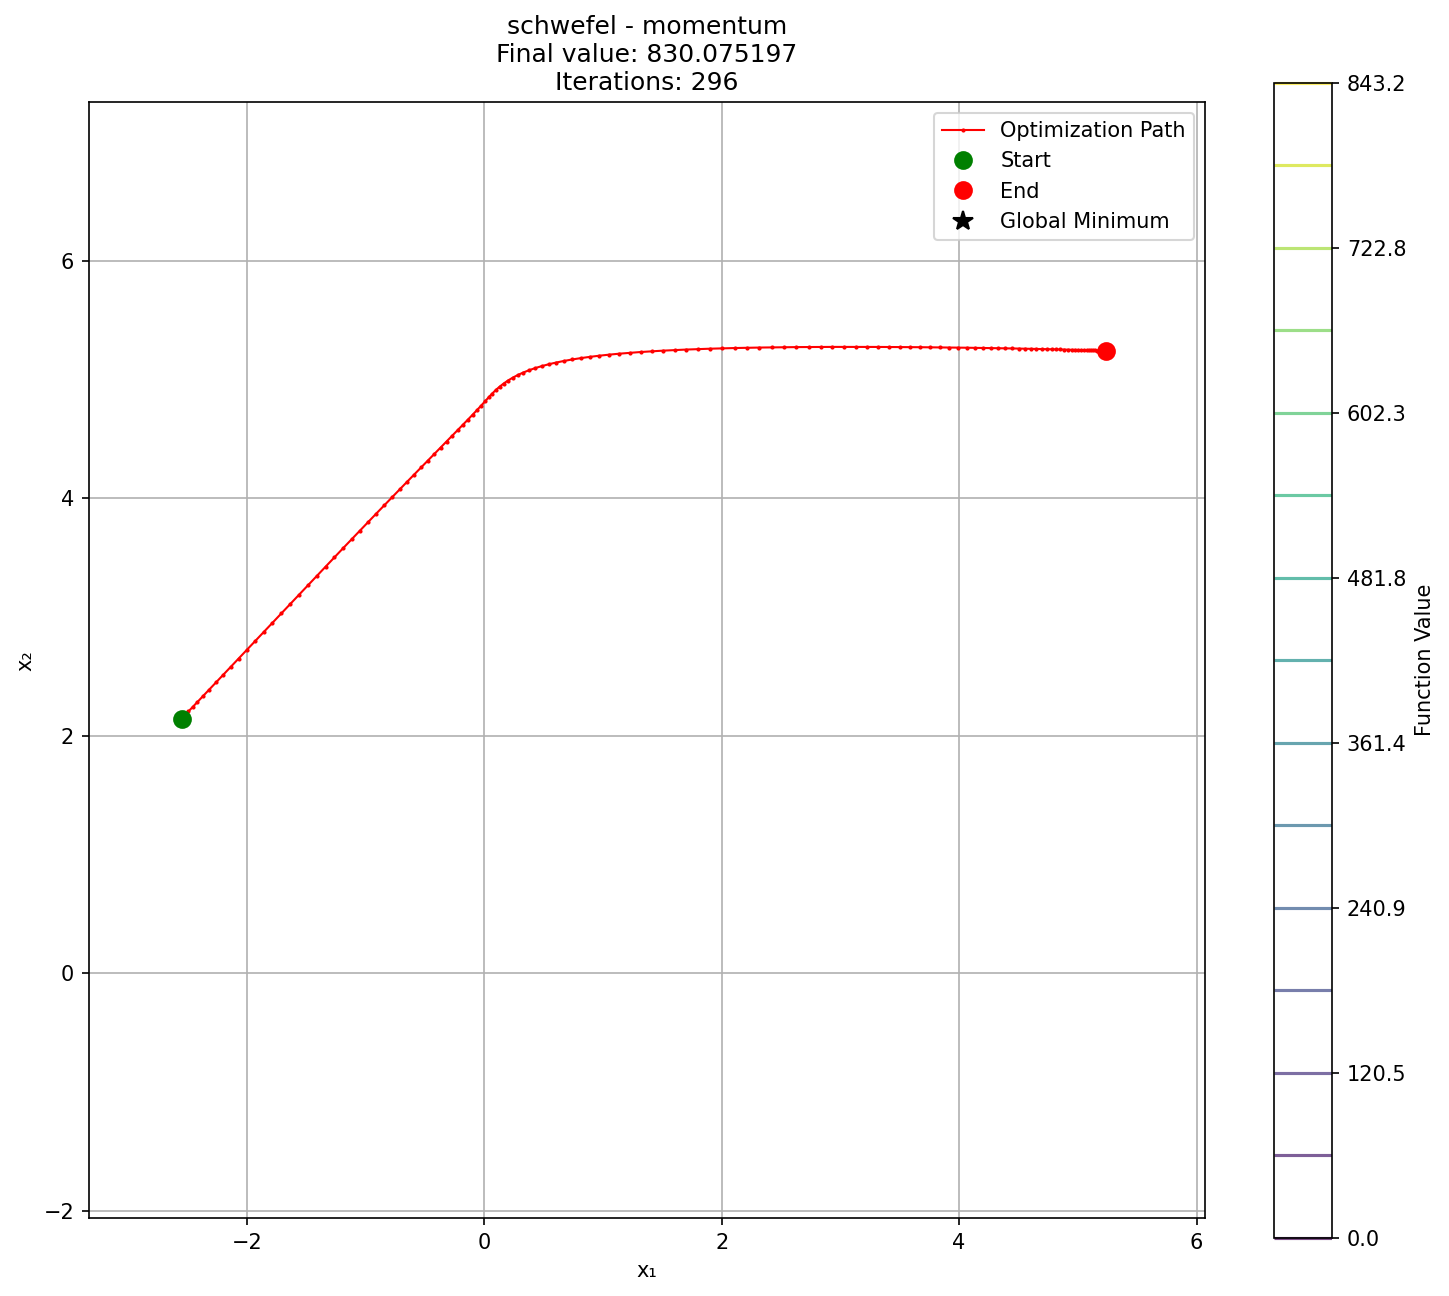 schwefel - momentum
Final value: 830.075197
Iterations: 296
Optimization Path
Start
End
Global Minimum
6
4
2
0
−2
x₂
−2
0
2
4
6
x₁
843.2
722.8
602.3
481.8
361.4
240.9
120.5
0.0
Function Value